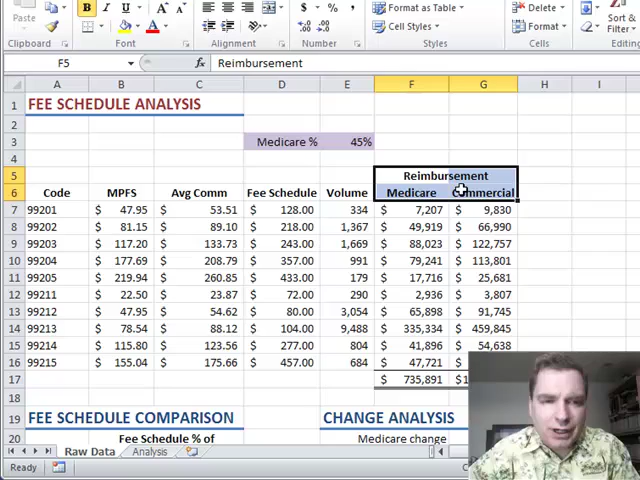 Paste
B I U
A
$ % ,
Format as Table
Cell Styles
Delete
Format
Sort &
Filter
Clipboard
Font
Alignment
Number
Styles
Cells
F5
fx
Reimbursement
A B C D E F G H I
1 FEE SCHEDULE ANALYSIS
2
3 Medicare % 45%
4
5 Reimbursement
6 Code MPFS Avg Comm Fee Schedule Volume Medicare Commercial
7 99201 $ 47.95 $ 53.51 $ 128.00 334 $ 7,207 $ 9,830
8 99202 $ 81.15 $ 89.10 $ 218.00 1,367 $ 49,919 $ 66,990
9 99203 $ 117.20 $ 133.73 $ 243.00 1,669 $ 88,023 $ 122,757
10 99204 $ 177.69 $ 208.79 $ 357.00 991 $ 79,241 $ 113,801
11 99205 $ 219.94 $ 260.85 $ 433.00 179 $ 17,716 $ 25,681
12 99211 $ 22.50 $ 23.87 $ 72.00 290 $ 2,936 $ 3,807
13 99212 $ 47.95 $ 54.62 $ 80.00 3,054 $ 65,898 $ 91,745
14 99213 $ 78.54 $ 88.12 $ 104.00 9,488 $ 335,334 $ 459,845
15 99214 $ 115.80 $ 123.56 $ 277.00 804 $ 41,896 $ 54,638
16 99215 $ 155.04 $ 175.66 $ 457.00 684 $ 47,721
17 $ 735,891 $
18
19 FEE SCHEDULE COMPARISON CHANGE ANALYSIS
20 Fee Schedule % of Medicare change
Raw Data Analysis
Ready